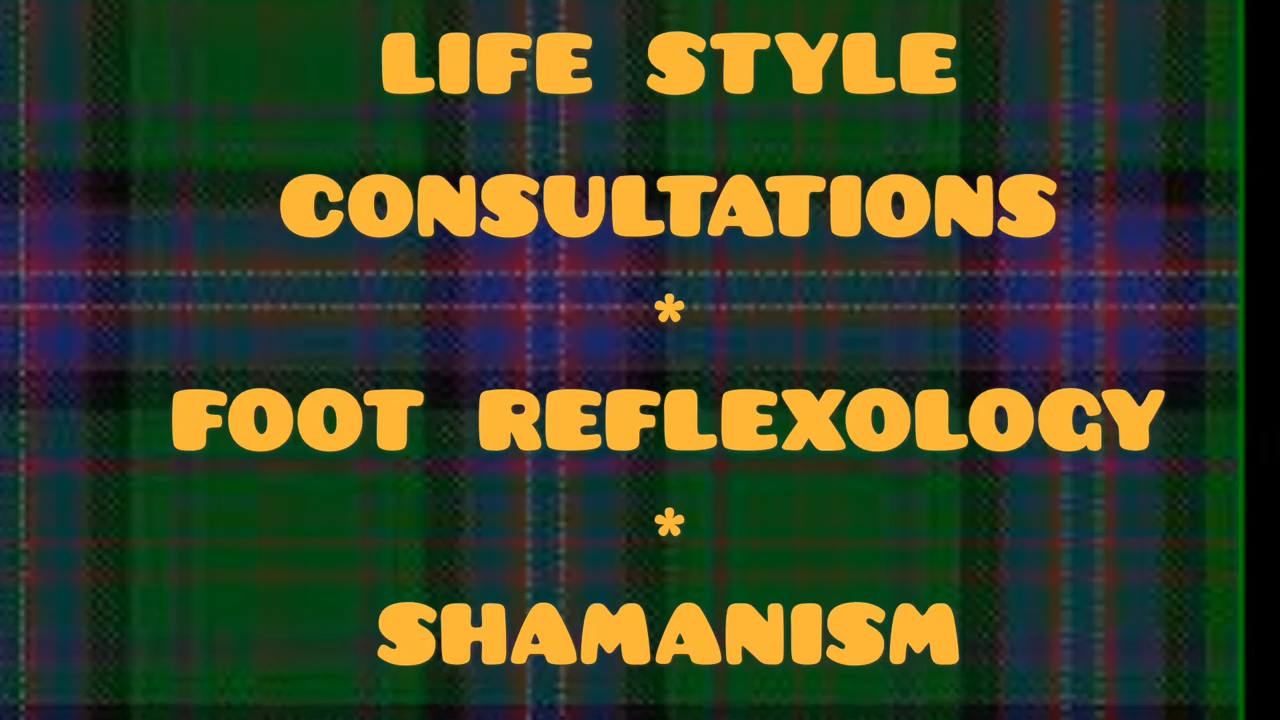 LIFE STYLE
CONSULTATIONS
*
FOOT REFLEXOLOGY
*
SHAMANISM